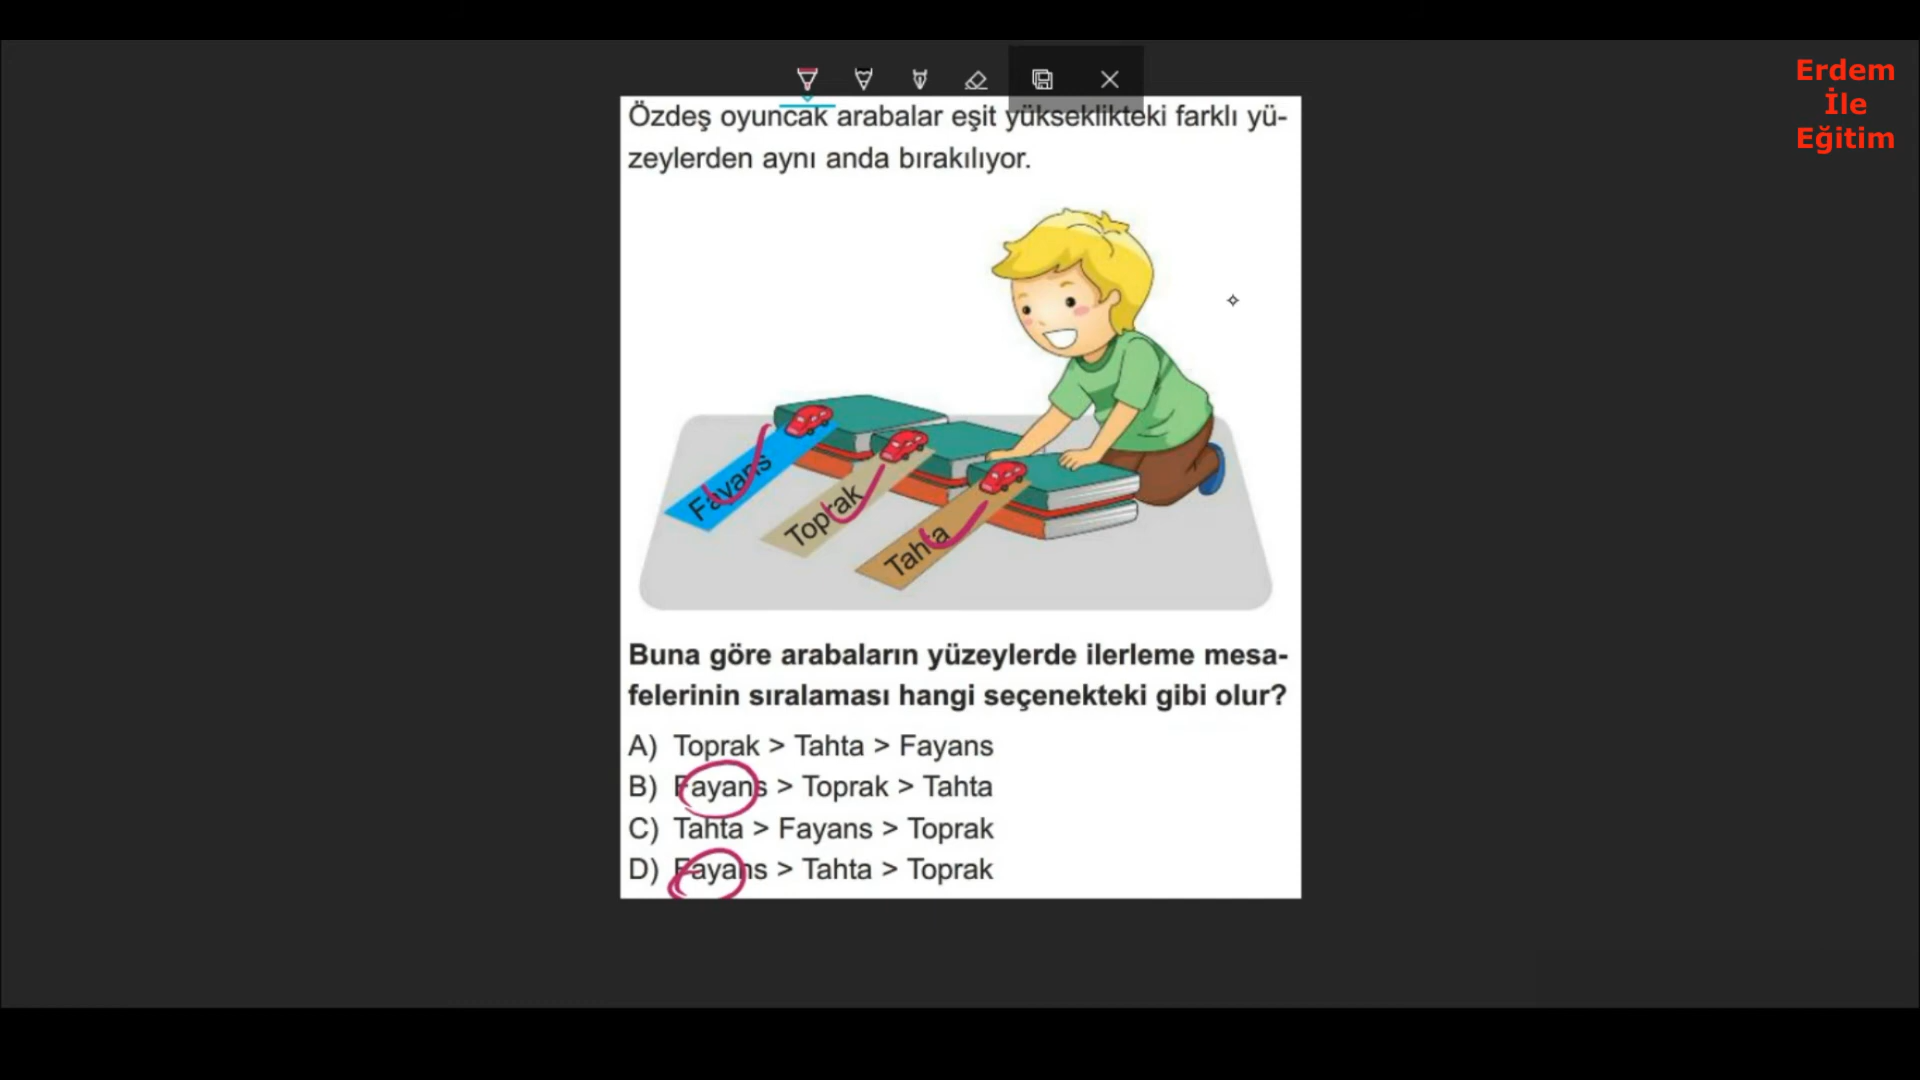 Erdem
İle
Eğitim
Özdeş oyuncak arabalar eşit yükseklikteki farklı yü-
zeylerden aynı anda bırakılıyor.
Fayans
Toprak
Tahta
Buna göre arabaların yüzeylerde ilerleme mesa-
felerinin sıralaması hangi seçenekteki gibi olur?
A) Toprak > Tahta > Fayans
B) Fayans > Toprak > Tahta
C) Tahta > Fayans > Toprak
D) Fayans > Tahta > Toprak